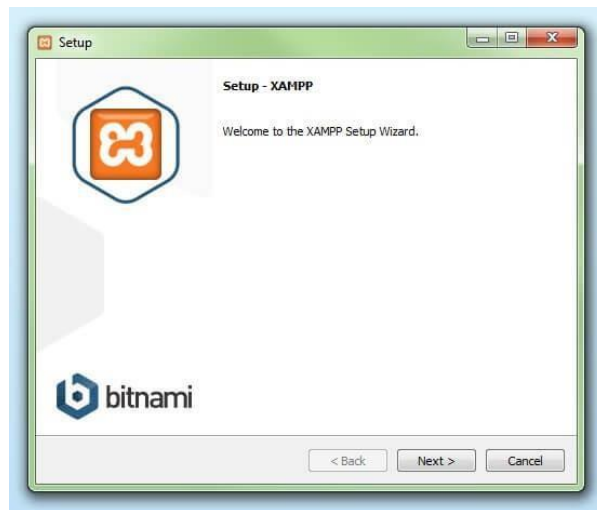 Setup
Setup - XAMPP
Welcome to the XAMPP Setup Wizard.
bitnami
< Back
Next >
Cancel